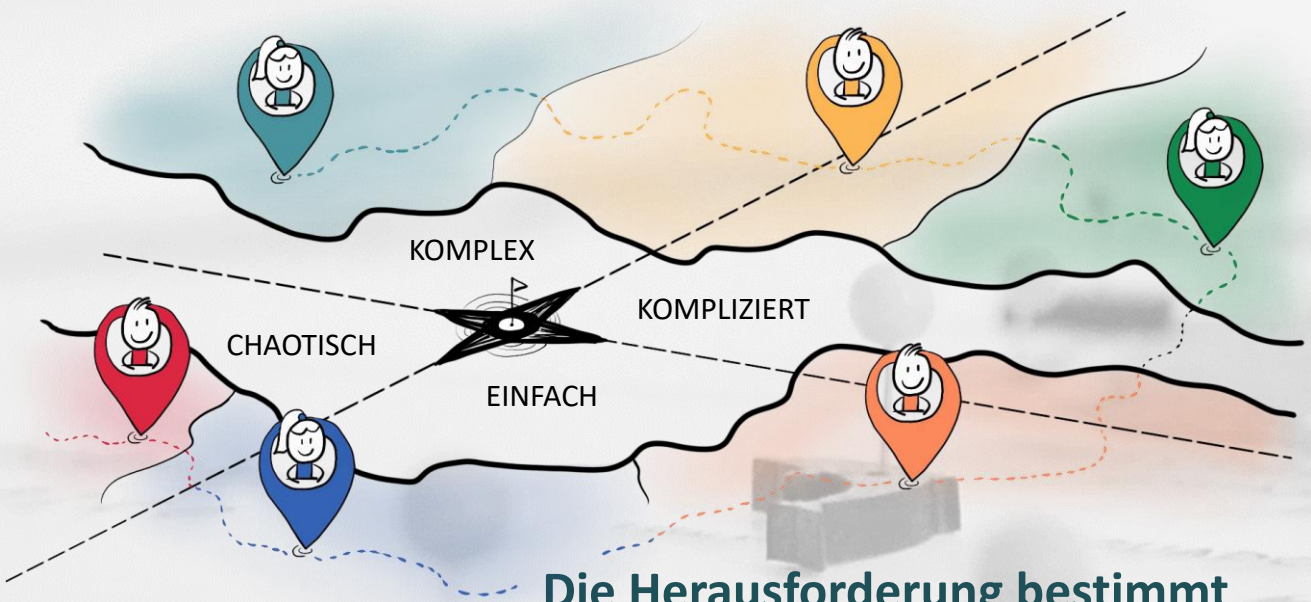 KOMPLEX
KOMPLIZIERT
CHAOTISCH
EINFACH
Die Herausforderung bestimmt